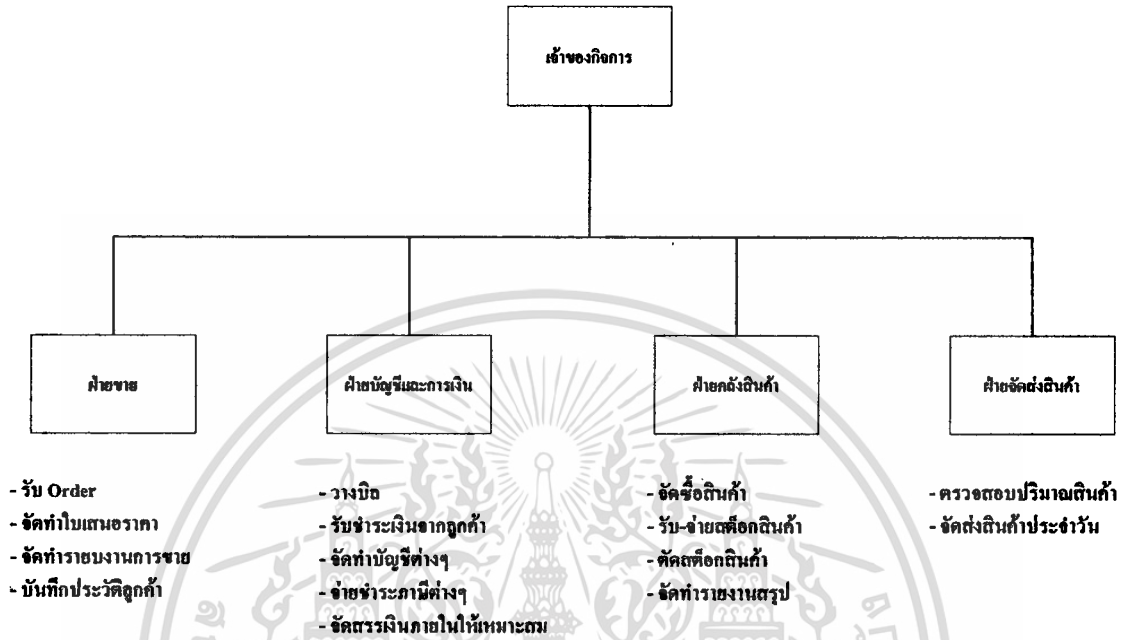 เจ้าของกิจการ
ฝ่ายขาย
ฝ่ายบัญชีและการเงิน
ฝ่ายคลังสินค้า
ฝ่ายจัดส่งสินค้า
- รับ Order
- จัดทำใบเสนอราคา
- จัดทำรายบงานการขาย
- บันทึกประวัติลูกค้า
- วางบิล
- รับชำระเงินจากลูกค้า
- จัดทำบัญชีต่างๆ
- จ่ายชำระภาษีต่างๆ
- จัดสรรเงินภายในให้เหมาะสม
- จัดซื้อสินค้า
- รับ-จ่ายสต็อกสินค้า
- ตัดสต็อกสินค้า
- จัดทำรายงานสรุป
- ตรวจสอบปริมาณสินค้า
- จัดส่งสินค้าประจำวัน